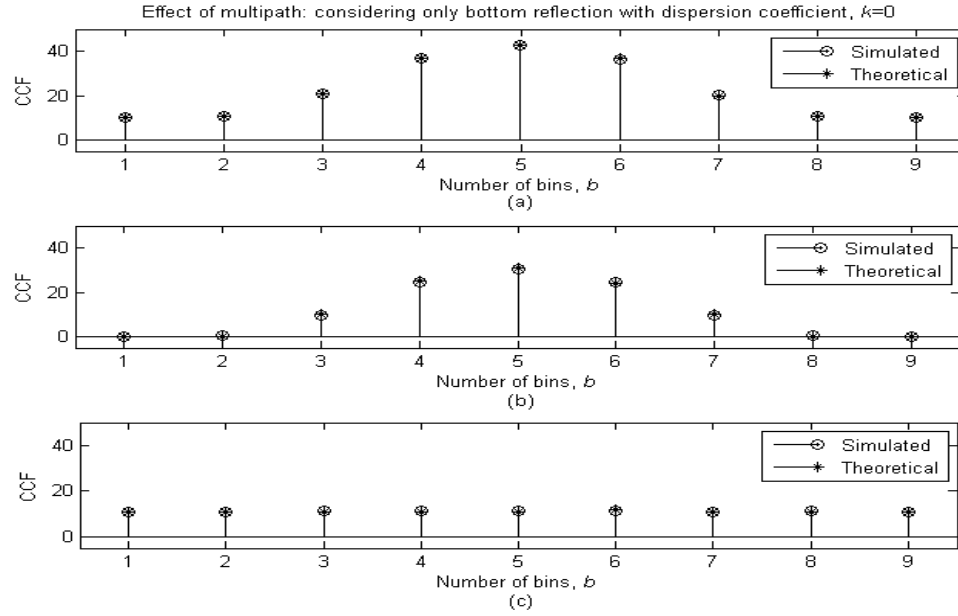 Effect of multipath: considering only bottom reflection with dispersion coefficient, k=0
CCF
40
20
0
Simulated
Theoretical
1 2 3 4 5 6 7 8 9
Number of bins, b
(a)
CCF
40
20
0
Simulated
Theoretical
1 2 3 4 5 6 7 8 9
Number of bins, b
(b)
CCF
40
20
0
Simulated
Theoretical
1 2 3 4 5 6 7 8 9
Number of bins, b
(c)